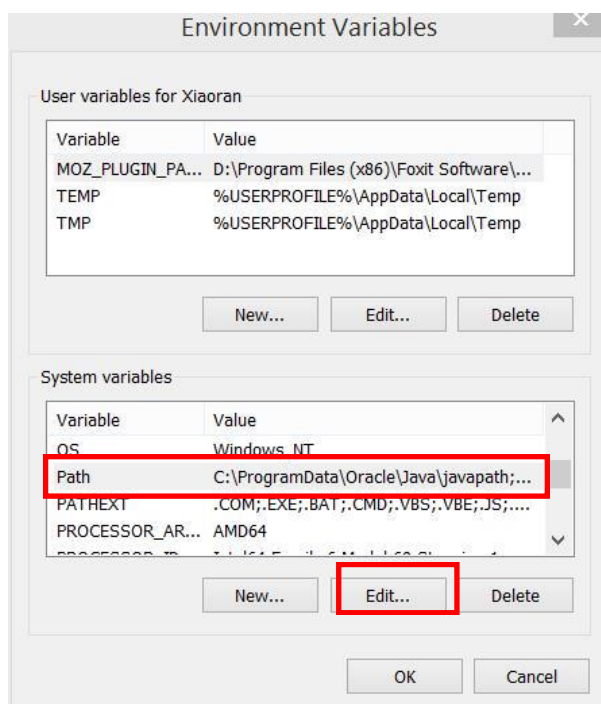 Environment Variables
User variables for Xiaoran
Variable Value
MOZ_PLUGIN_PA... D:\Program Files (x86)\Foxit Software\...
TEMP %USERPROFILE%\AppData\Local\Temp
TMP %USERPROFILE%\AppData\Local\Temp
New... Edit... Delete
System variables
Variable Value
OS Windows_NT
Path C:\ProgramData\Oracle\Java\javapath;...
PATHEXT .COM;.EXE;.BAT;.CMD;.VBS;.VBE;.JS;....
PROCESSOR_AR... AMD64
New... Edit... Delete
OK Cancel